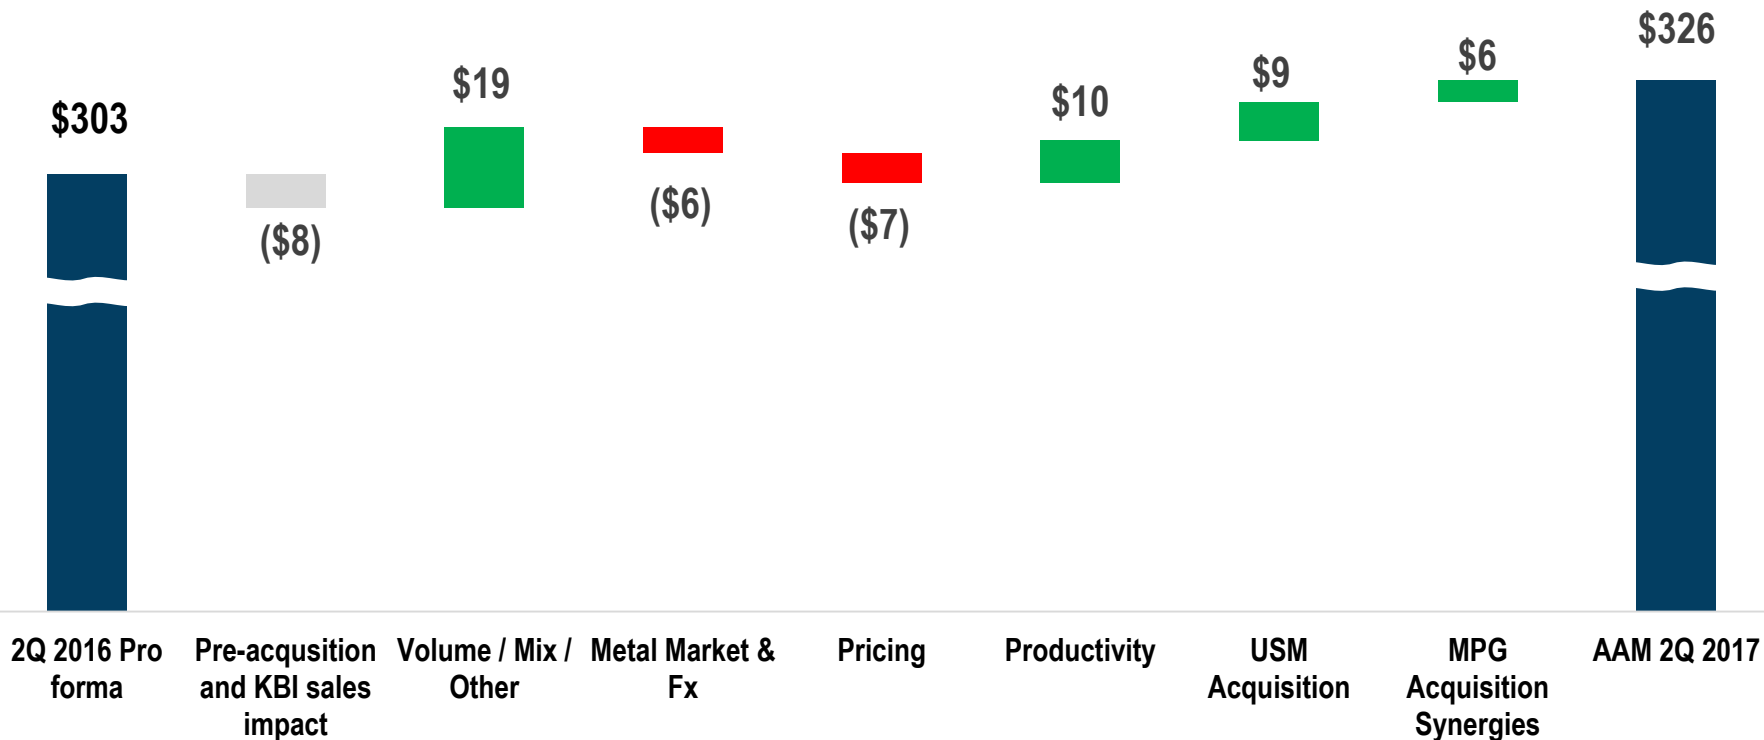 $303
($8)
$19
($6)
($7)
$10
$9
$6
$326
2Q 2016 Pro
forma
Pre-acqusition
and KBI sales
impact
Volume / Mix /
Other
Metal Market &
Fx
Pricing
Productivity
USM
Acquisition
MPG
Acquisition
Synergies
AAM 2Q 2017